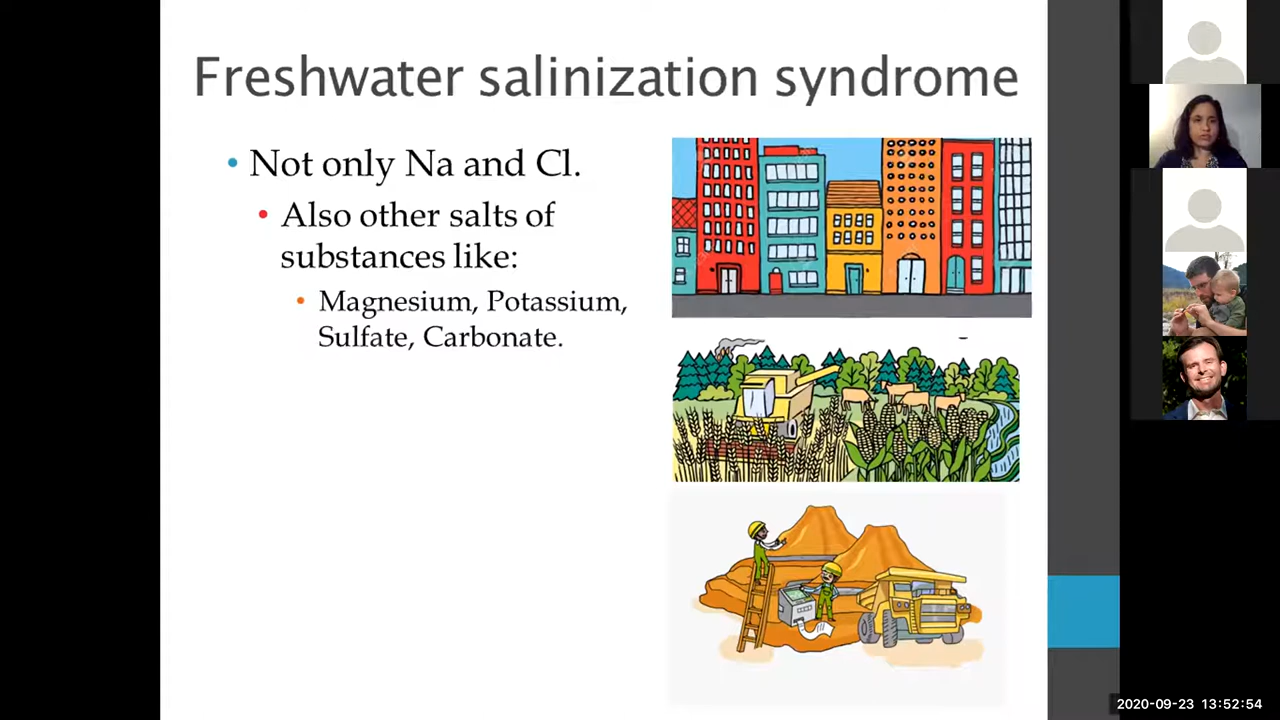 Freshwater salinization syndrome
• Not only Na and Cl.
• Also other salts of
substances like:
• Magnesium, Potassium,
Sulfate, Carbonate.
2020-09-23 13:52:54